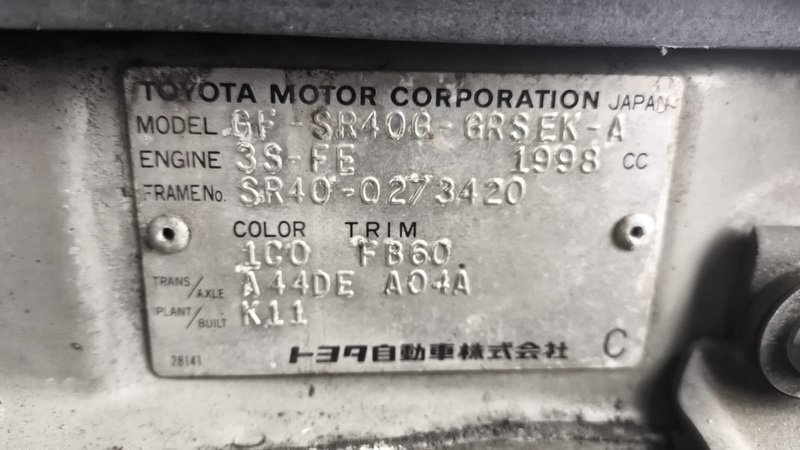 TOYOTA MOTOR CORPORATION JAPAN
MODEL GF-SR40G-GRSEK-A
ENGINE 3S-FE 1998 CC
FRAME No. SR40-0273420
COLOR TRIM
1C0 FB60
TRANS/AXLE A44DE A04A
PLANT/BUILT K11
28141 トヨタ自動車株式会社 C